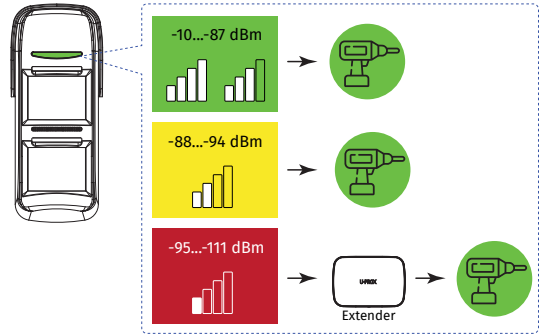 -10...-87 dBm
-88...-94 dBm
-95...-111 dBm
U-PROX
Extender